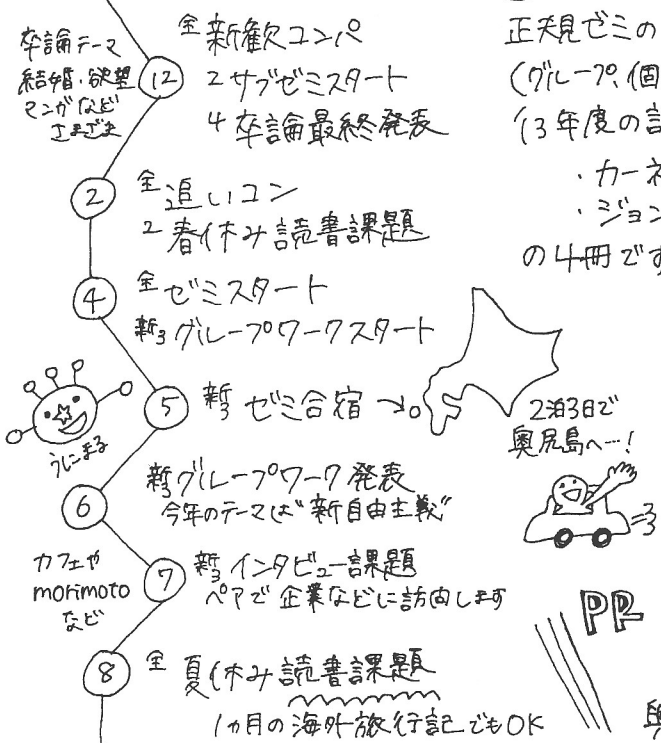 卒論テーマ
結婚・欲望
マンガなど
さまざま
12
全 新歓コンパ
2 サブゼミスタート
4 卒論最終発表
2
全 追いコン
2 春休み読書課題
4
全 ゼミスタート
新3 グループワークスタート
5
新3 ゼミ合宿→
2泊3日で
奥尻島へ…!
うにまる
6
新3 グループワーク発表
今年のテーマは"新自由主義"
7
新3 インタビュー課題
ペアで企業などに訪向します
カフェや
morimoto
など
8
全 夏休み読書課題
1ヵ月の海外旅行記でもOK
正規ゼミの
(グループ、個
(13年度の
・カーネ
・ジョン
の4冊です
PR